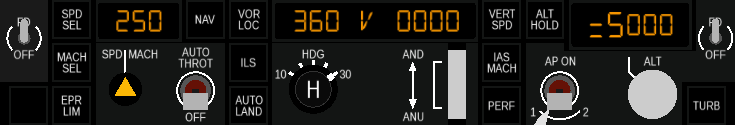 FD
OFF
SPD
SEL
250
NAV
VOR
LOC
360 V 0000
VERT
SPD
ALT
HOLD
=5000
FD
OFF
MACH
SEL
SPD MACH
AUTO
THROT
OFF
ILS
HDG
10
30
H
AND
ANU
IAS
MACH
AP ON
1
2
ALT
EPR
LIM
AUTO
LAND
PERF
TURB